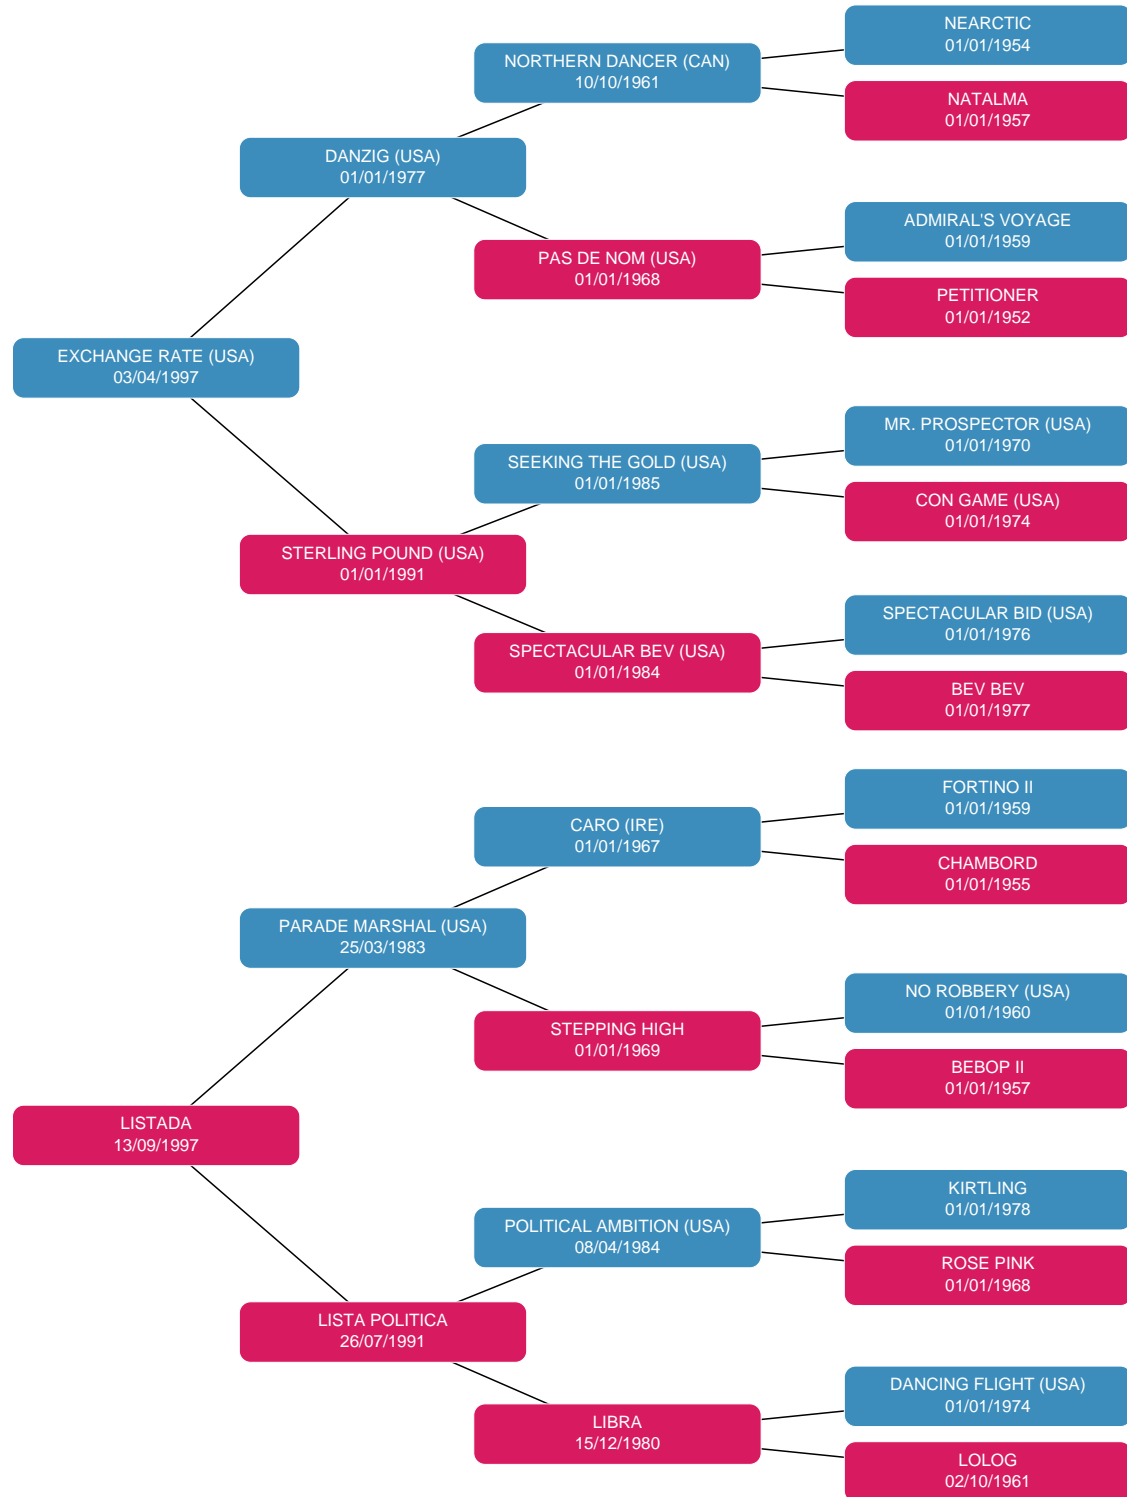 NEARCTIC
01/01/1954
NORTHERN DANCER (CAN)
10/10/1961
NATALMA
01/01/1957
DANZIG (USA)
01/01/1977
ADMIRAL'S VOYAGE
01/01/1959
PAS DE NOM (USA)
01/01/1968
PETITIONER
01/01/1952
EXCHANGE RATE (USA)
03/04/1997
MR. PROSPECTOR (USA)
01/01/1970
SEEKING THE GOLD (USA)
01/01/1985
CON GAME (USA)
01/01/1974
STERLING POUND (USA)
01/01/1991
SPECTACULAR BID (USA)
01/01/1976
SPECTACULAR BEV (USA)
01/01/1984
BEV BEV
01/01/1977
FORTINO II
01/01/1959
CARO (IRE)
01/01/1967
CHAMBORD
01/01/1955
PARADE MARSHAL (USA)
25/03/1983
NO ROBBERY (USA)
01/01/1960
STEPPING HIGH
01/01/1969
BEBOP II
01/01/1957
LISTADA
13/09/1997
KIRTLING
01/01/1978
POLITICAL AMBITION (USA)
08/04/1984
ROSE PINK
01/01/1968
LISTA POLITICA
26/07/1991
DANCING FLIGHT (USA)
01/01/1974
LIBRA
15/12/1980
LOLOG
02/10/1961